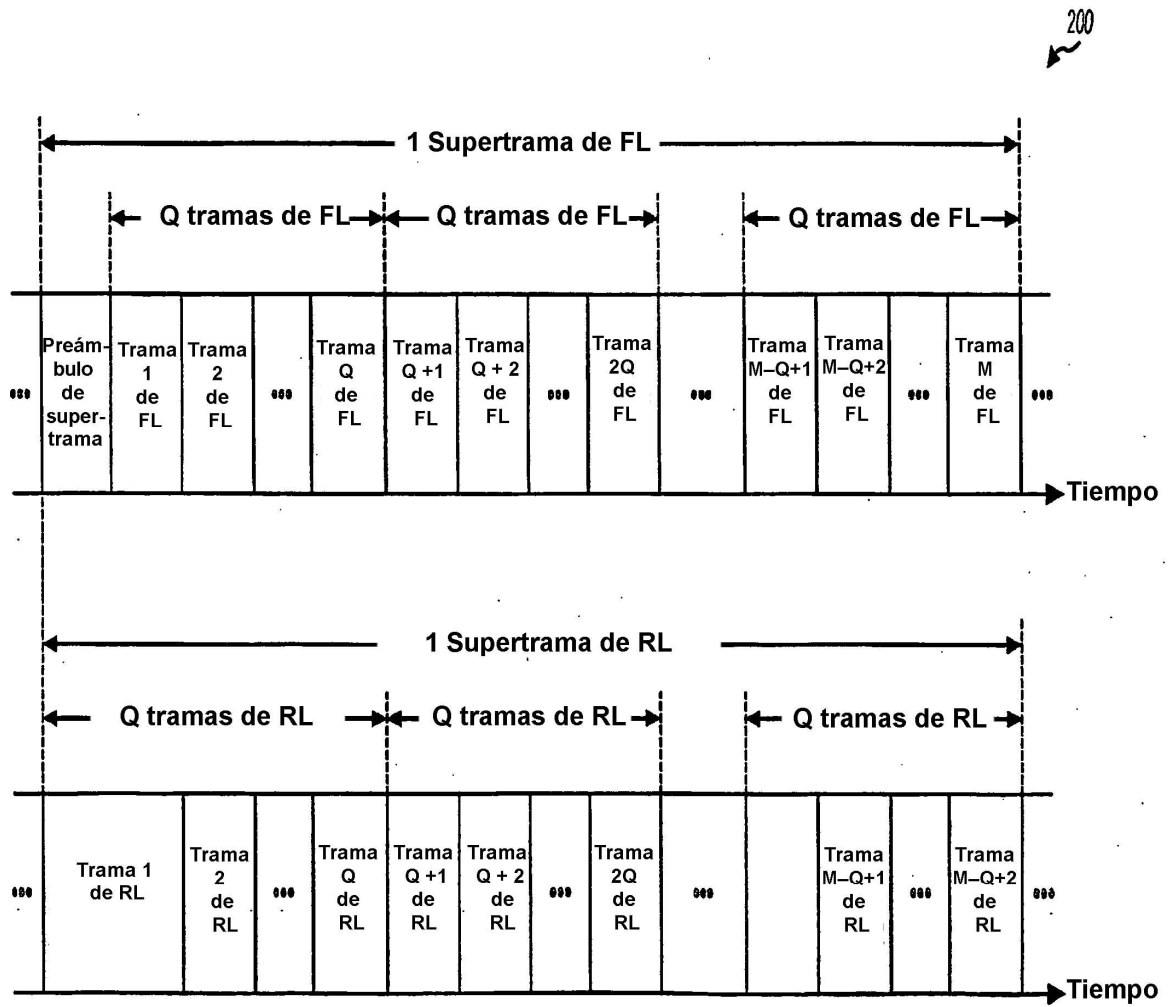 200
1 Supertrama de FL
Q tramas de FL Q tramas de FL Q tramas de FL
Preám-
bulo
de
super-
trama
Trama
1
de
FL
Trama
2
de
FL
Trama
Q
de
FL
Trama
Q +1
de
FL
Trama
Q + 2
de
FL
Trama
2Q
de
FL
Trama
M–Q+1
de
FL
Trama
M–Q+2
de
FL
Trama
M
de
FL
Tiempo
1 Supertrama de RL
Q tramas de RL Q tramas de RL Q tramas de RL
Trama 1
de RL
Trama
2
de
RL
Trama
Q
de
RL
Trama
Q +1
de
RL
Trama
Q + 2
de
RL
Trama
2Q
de
RL
Trama
M–Q+1
de
RL
Trama
M–Q+2
de
RL
Tiempo